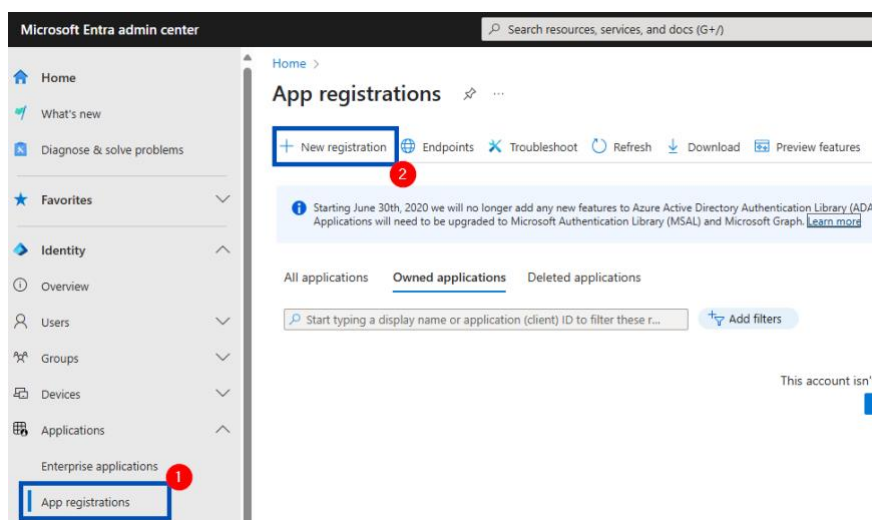 Microsoft Entra admin center
Search resources, services, and docs (G+/)
Home
What's new
Diagnose & solve problems
Favorites
Identity
Overview
Users
Groups
Devices
Applications
Enterprise applications
1
App registrations
Home >
App registrations
...
+ New registration
Endpoints
Troubleshoot
Refresh
Download
Preview features
2
Starting June 30th, 2020 we will no longer add any new features to Azure Active Directory Authentication Library (ADA
Applications will need to be upgraded to Microsoft Authentication Library (MSAL) and Microsoft Graph. Learn more
All applications
Owned applications
Deleted applications
Start typing a display name or application (client) ID to filter these r...
Add filters
This account isn'